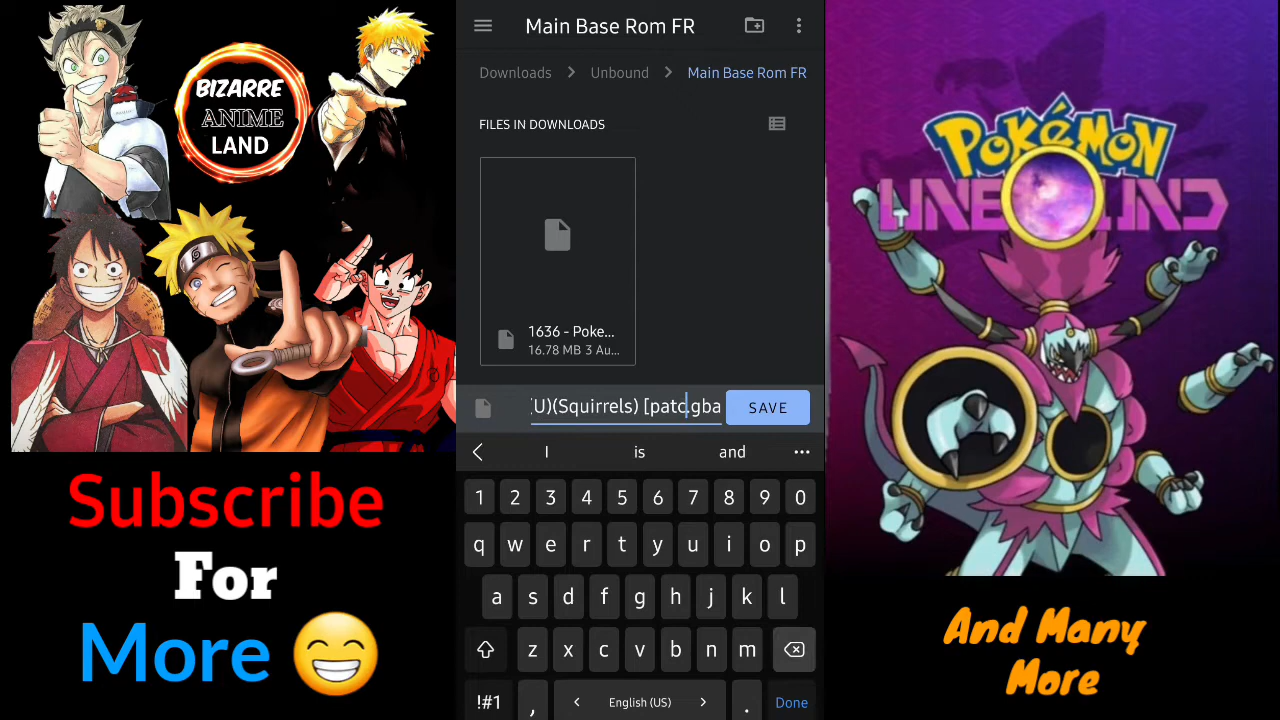 BIZARRE
ANIME
LAND
Subscribe
For
More
Main Base Rom FR
Downloads
Unbound
Main Base Rom FR
FILES IN DOWNLOADS
1636 - Poke...
16.78 MB 3 Au...
U)(Squirrels) [patc.gba
SAVE
I is and
1 2 3 4 5 6 7 8 9 0
q w e r t y u i o p
a s d f g h j k l
z x c v b n m
!#1 , < English (US) > . Done
POKéMON
UNBOUND
And Many
More